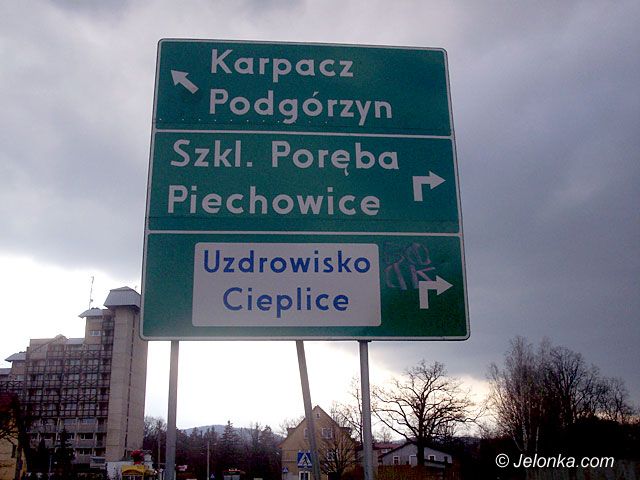 Karpacz
Podgórzyn
Szkl. Poręba
Piechowice
Uzdrowisko
Cieplice
© Jelonka.com